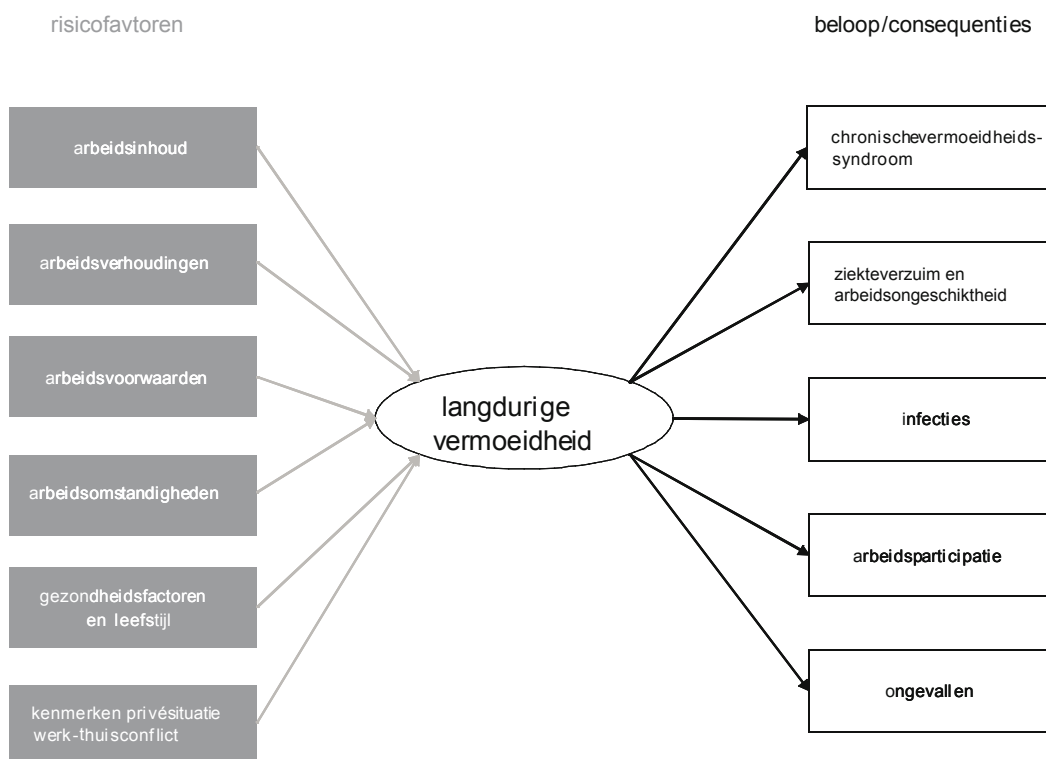 risicofavtoren
beloop/consequenties
arbeidsinhoud
arbeidsverhoudingen
arbeidsvoorwaarden
arbeidsomstandigheden
gezondheidsfactoren
en leefstijl
kenmerken privésituatie
werk-thuisconflict
langdurige
vermoeidheid
chronischevermoeidheids-
syndroom
ziekteverzuim en
arbeidsongeschiktheid
infecties
arbeidsparticipatie
ongevallen